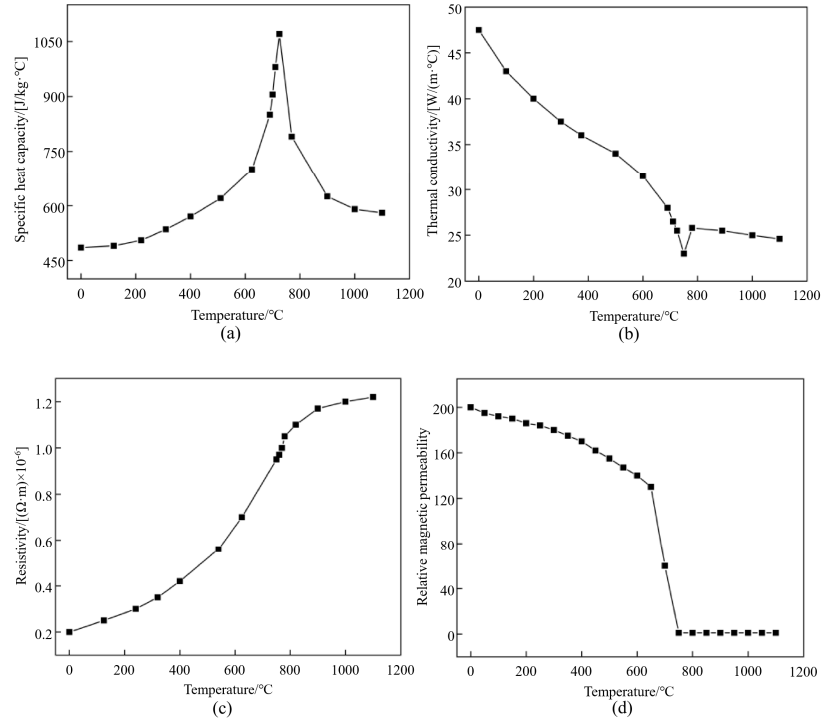 1050
900
750
600
450
Specific heat capacity/[J/kg·°C]
0 200 400 600 800 1000 1200
Temperature/°C
(a)
50
45
40
35
30
25
20
Thermal conductivity/[W/(m·°C)]
0 200 400 600 800 1000 1200
Temperature/°C
(b)
1.2
1.0
0.8
0.6
0.4
0.2
Resistivity/[(Ω·m)×10⁻⁶]
0 200 400 600 800 1000 1200
Temperature/°C
(c)
200
160
120
80
40
0
Relative magnetic permeability
0 200 400 600 800 1000 1200
Temperature/°C
(d)